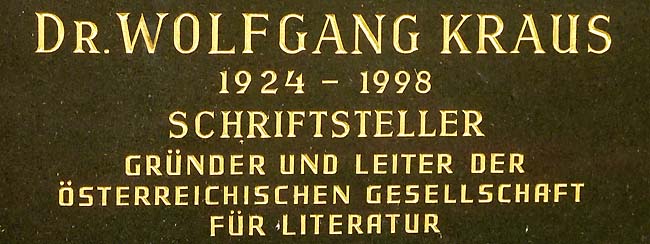 DR. WOLFGANG KRAUS
1924 – 1998
SCHRIFTSTELLER
GRÜNDER UND LEITER DER
ÖSTERREICHISCHEN GESELLSCHAFT
FÜR LITERATUR